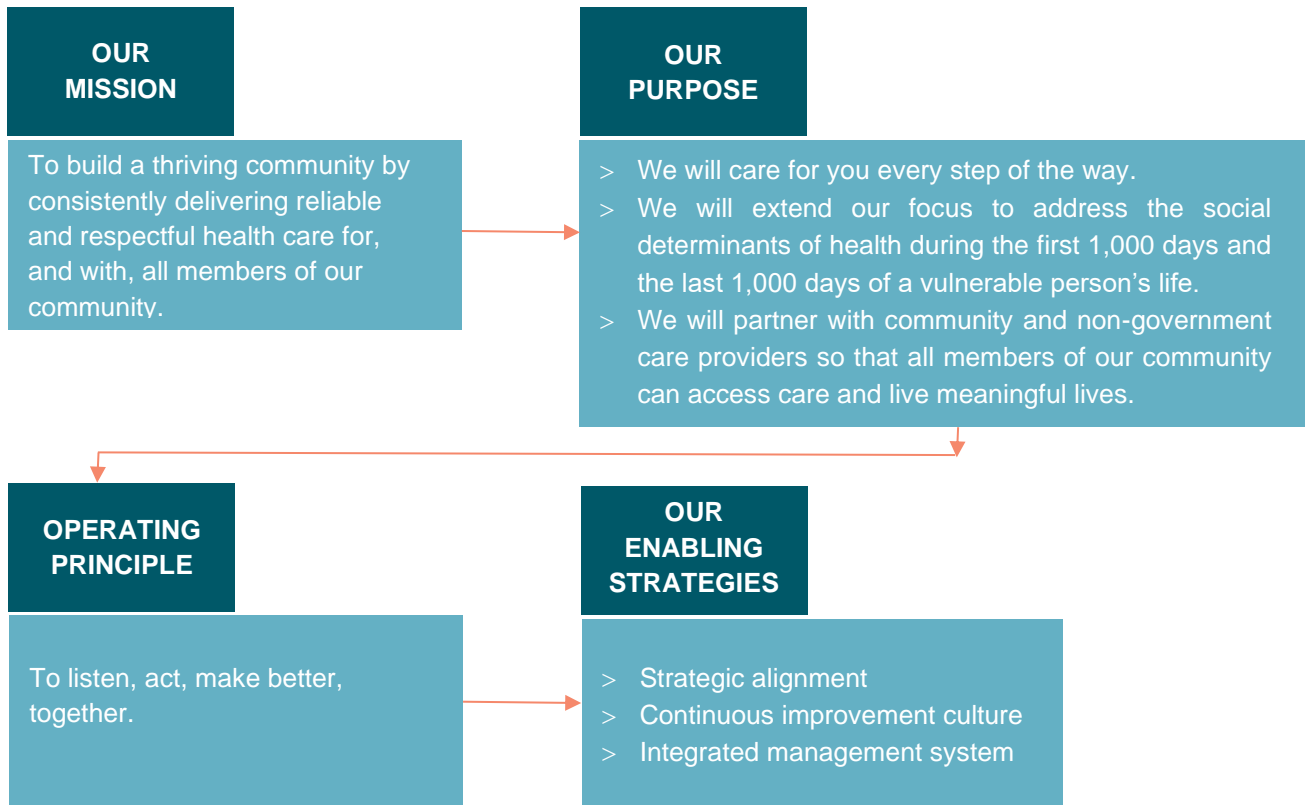 OUR
MISSION
To build a thriving community by
consistently delivering reliable
and respectful health care for,
and with, all members of our
community.
OUR
PURPOSE
> We will care for you every step of the way.
> We will extend our focus to address the social
determinants of health during the first 1,000 days and
the last 1,000 days of a vulnerable person’s life.
> We will partner with community and non-government
care providers so that all members of our community
can access care and live meaningful lives.
OPERATING
PRINCIPLE
To listen, act, make better,
together.
OUR
ENABLING
STRATEGIES
> Strategic alignment
> Continuous improvement culture
> Integrated management system